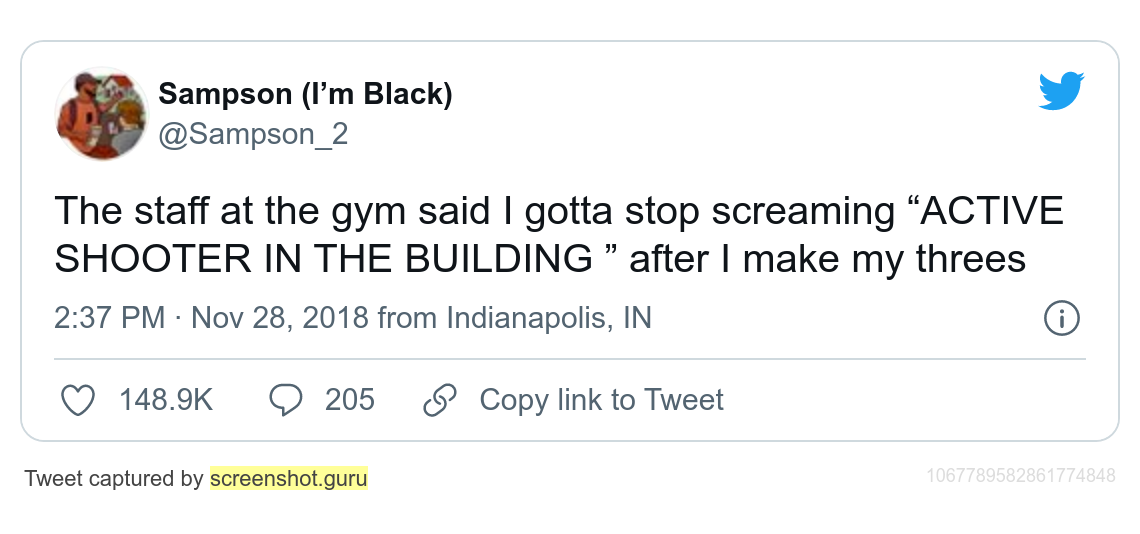 Sampson (I’m Black)
@Sampson_2
The staff at the gym said I gotta stop screaming “ACTIVE
SHOOTER IN THE BUILDING ” after I make my threes
2:37 PM · Nov 28, 2018 from Indianapolis, IN
148.9K 205 Copy link to Tweet
Tweet captured by screenshot.guru
1067789582861774848